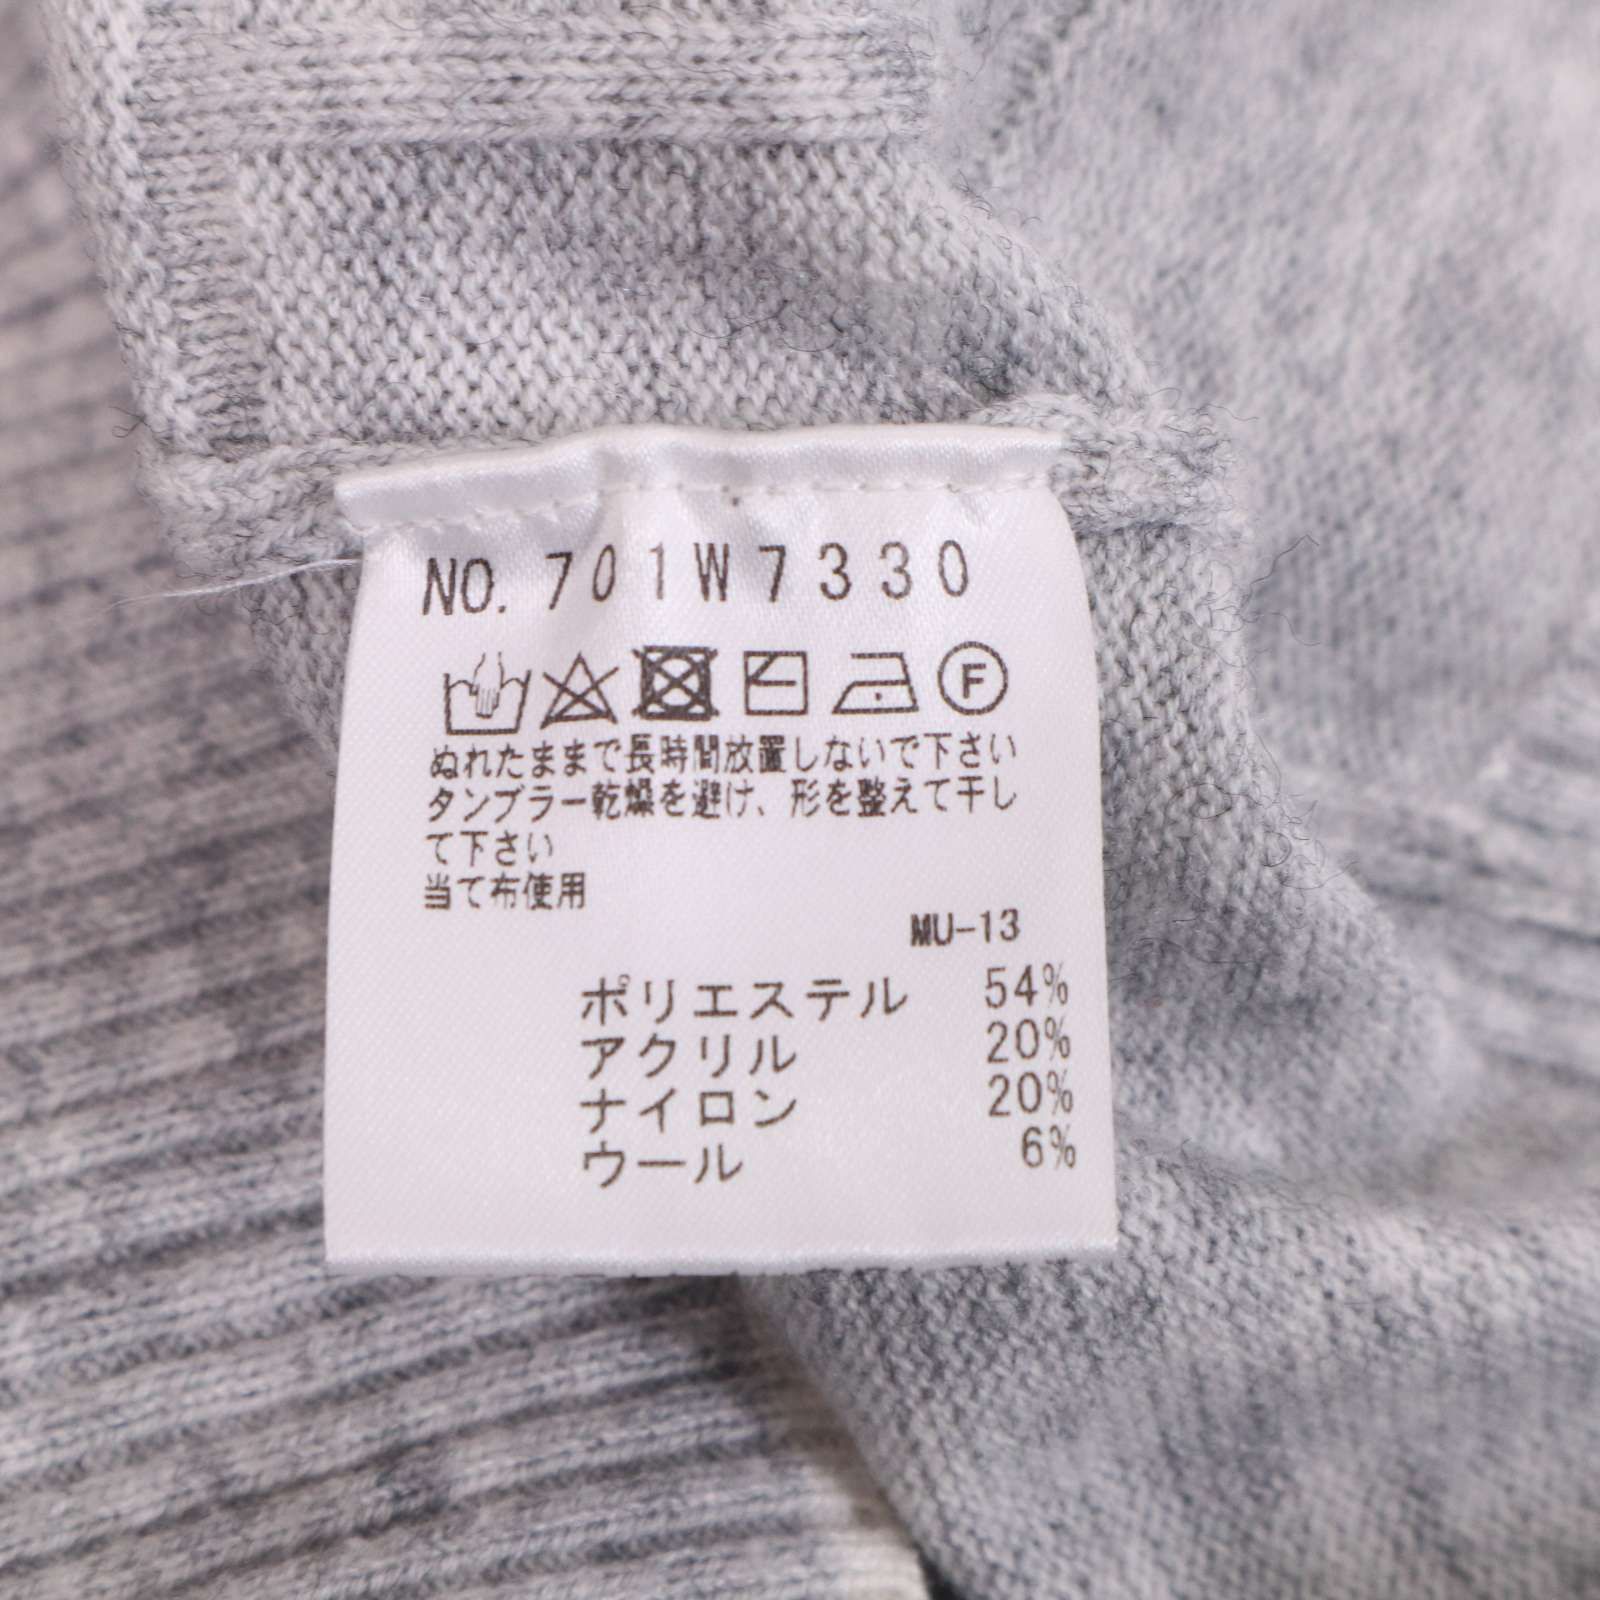 NO. 701W7330
F
ぬれたままで長時間放置しないで下さい
タンブラー乾燥を避け、形を整えて干し
て下さい
当て布使用
MU-13
ポリエステル 54%
アクリル 20%
ナイロン 20%
ウール 6%